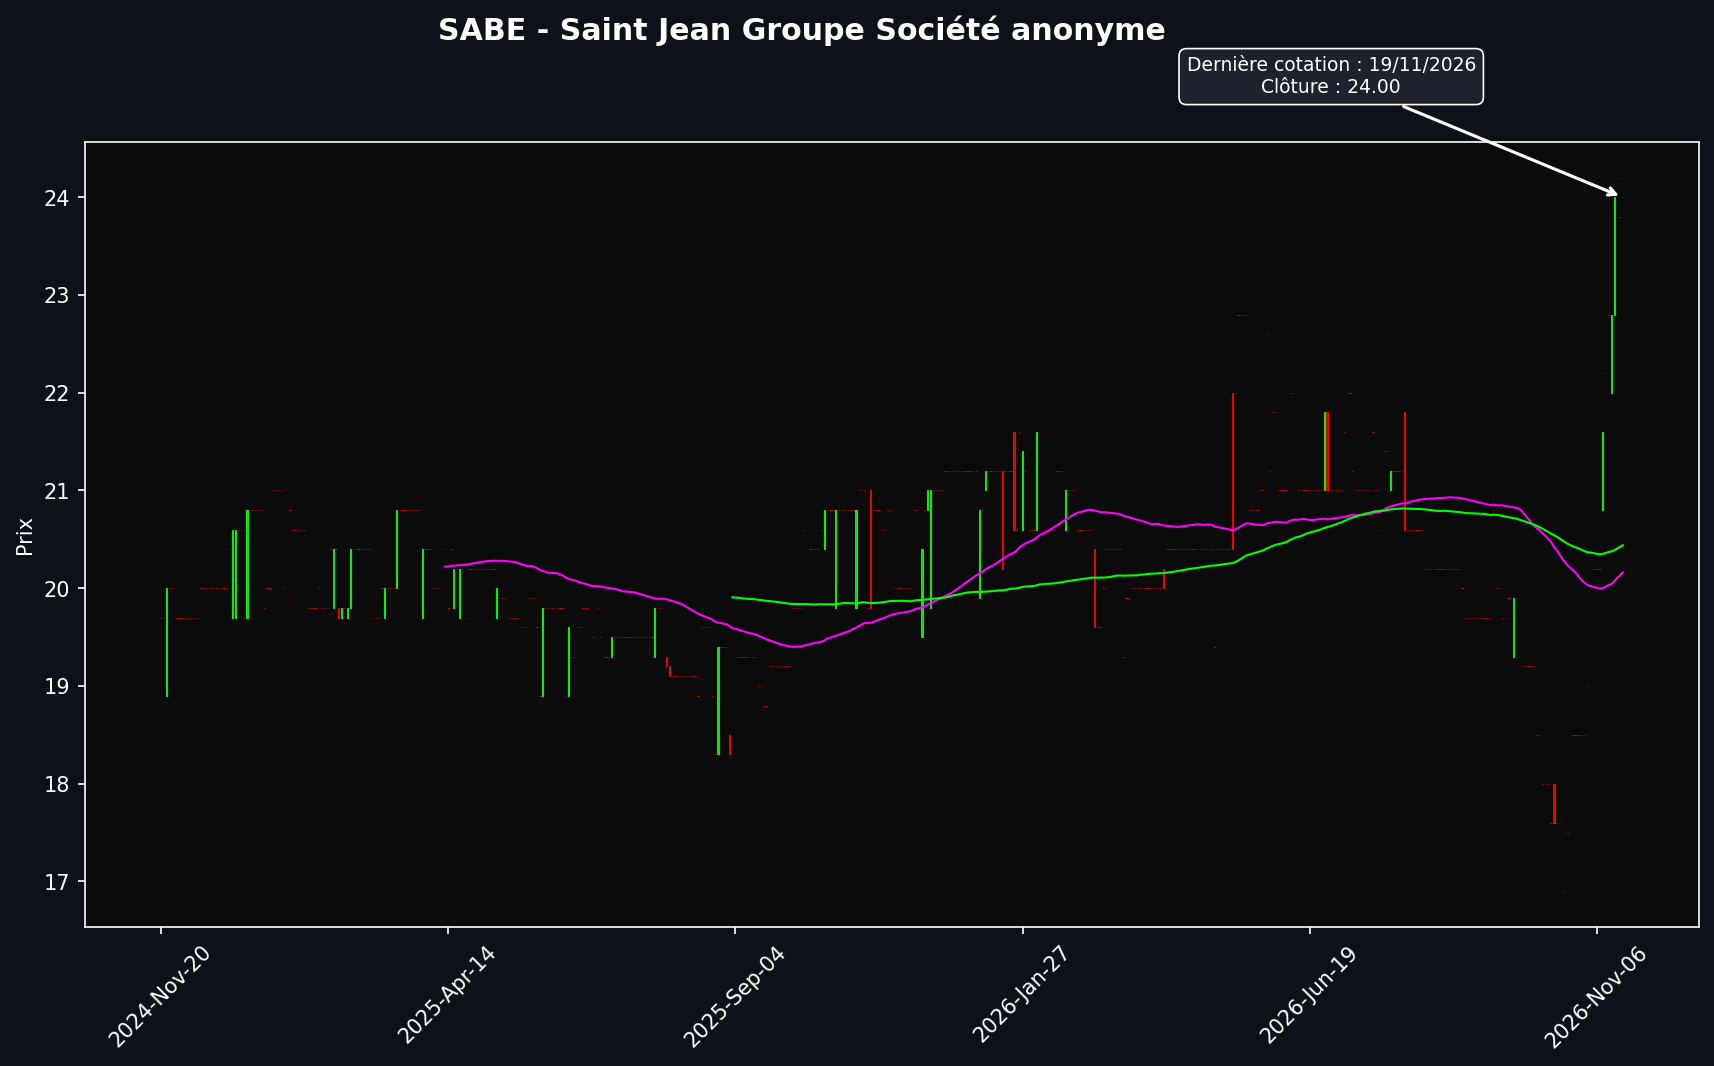 SABE - Saint Jean Groupe Société anonyme
Dernière cotation : 19/11/2026
Clôture : 24.00
Prix
24
23
22
21
20
19
18
17
2024-Nov-20
2025-Apr-14
2025-Sep-04
2026-Jan-27
2026-Jun-19
2026-Nov-06